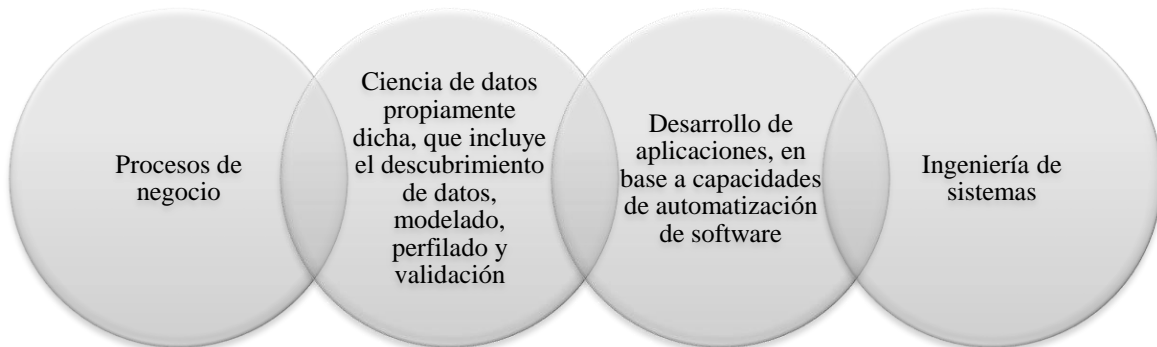 Procesos de
negocio
Ciencia de datos
propiamente
dicha, que incluye
el descubrimiento
de datos,
modelado,
perfilado y
validación
Desarrollo de
aplicaciones, en
base a capacidades
de automatización
de software
Ingeniería de
sistemas